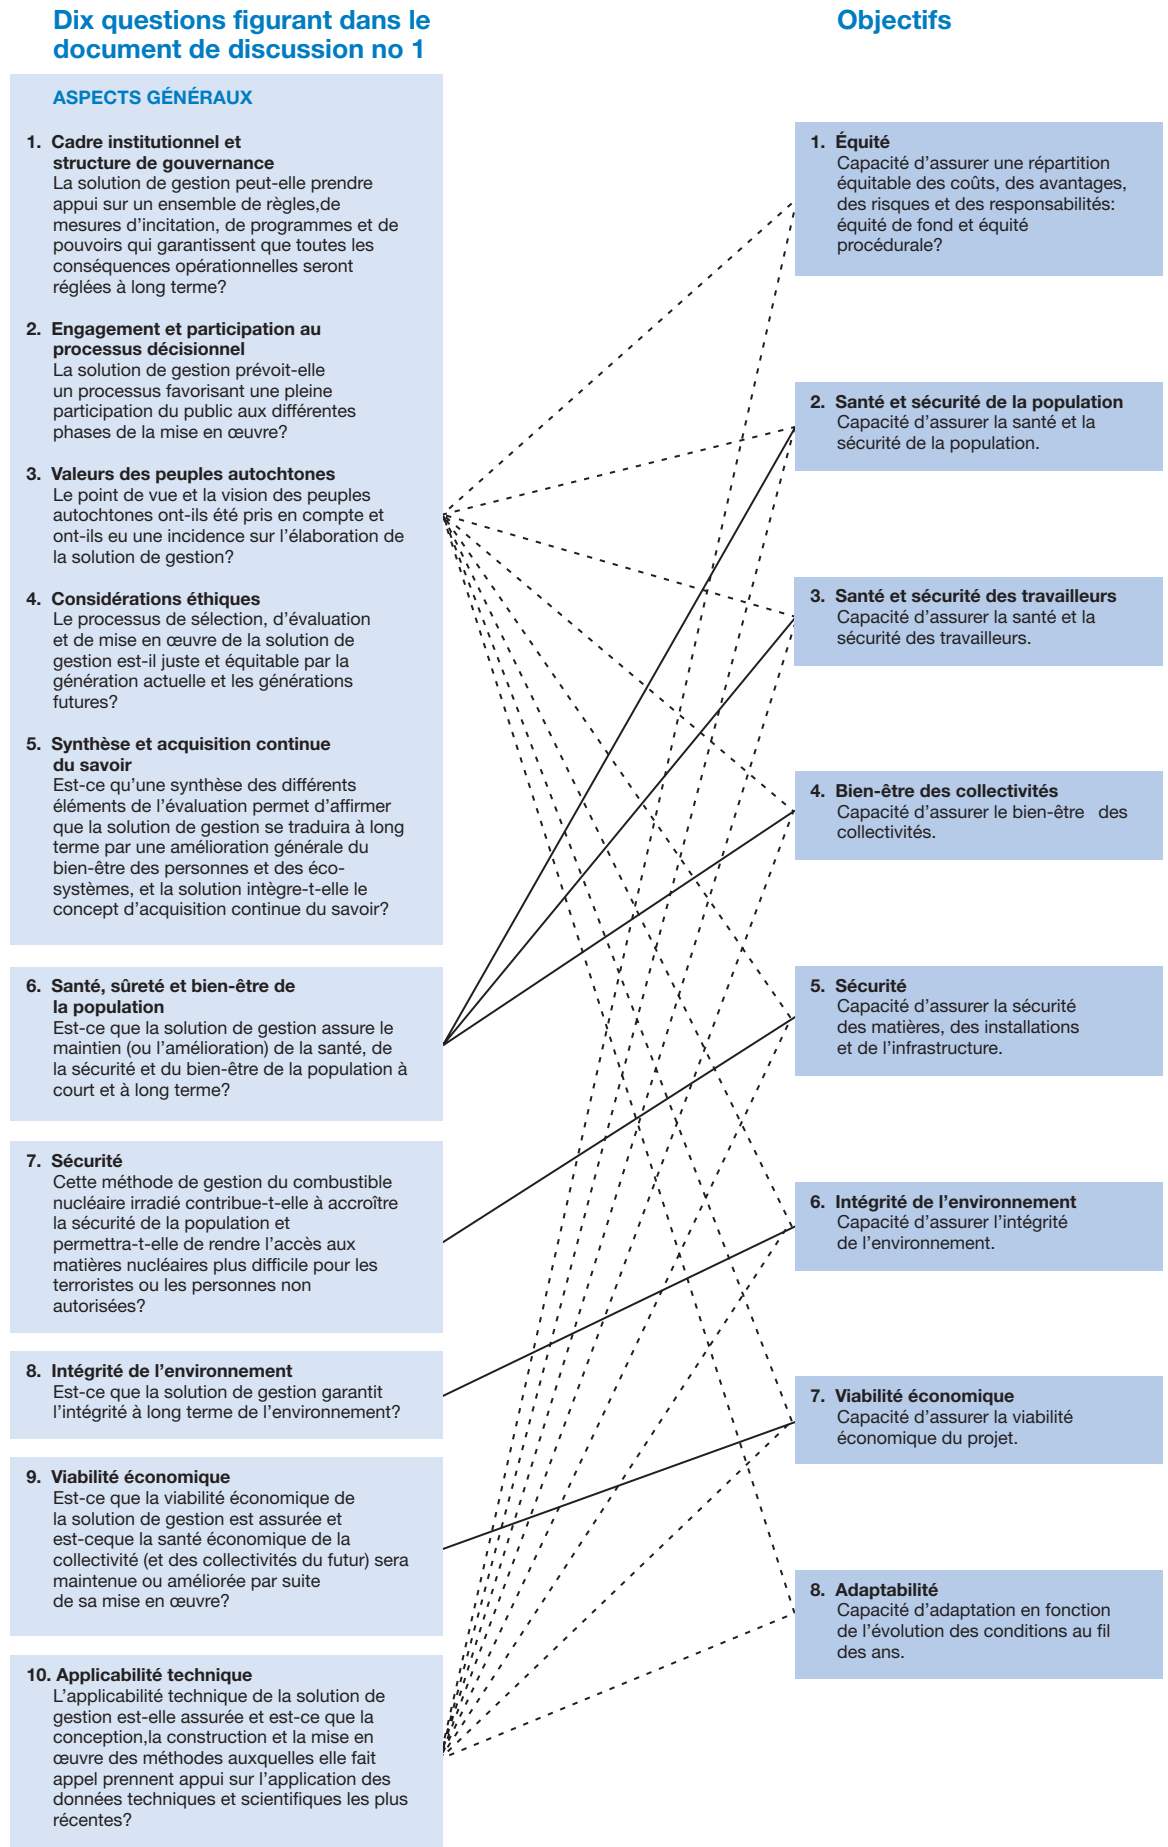 Dix questions figurant dans le
document de discussion no 1
ASPECTS GÉNÉRAUX
1. Cadre institutionnel et
structure de gouvernance
La solution de gestion peut-elle prendre
appui sur un ensemble de règles,de
mesures d'incitation, de programmes et de
pouvoirs qui garantissent que toutes les
conséquences opérationnelles seront
réglées à long terme?
2. Engagement et participation au
processus décisionnel
La solution de gestion prévoit-elle
un processus favorisant une pleine
participation du public aux différentes
phases de la mise en œuvre?
3. Valeurs des peuples autochtones
Le point de vue et la vision des peuples
autochtones ont-ils été pris en compte et
ont-ils eu une incidence sur l'élaboration de
la solution de gestion?
4. Considérations éthiques
Le processus de sélection, d'évaluation
et de mise en œuvre de la solution de
gestion est-il juste et équitable par la
génération actuelle et les générations
futures?
5. Synthèse et acquisition continue
du savoir
Est-ce qu'une synthèse des différents
éléments de l'évaluation permet d'affirmer
que la solution de gestion se traduira à long
terme par une amélioration générale du
bien-être des personnes et des éco-
systèmes, et la solution intègre-t-elle le
concept d'acquisition continue du savoir?
6. Santé, sûreté et bien-être de
la population
Est-ce que la solution de gestion assure le
maintien (ou l'amélioration) de la santé, de
la sécurité et du bien-être de la population à
court et à long terme?
7. Sécurité
Cette méthode de gestion du combustible
nucléaire irradié contribue-t-elle à accroître
la sécurité de la population et
permettra-t-elle de rendre l'accès aux
matières nucléaires plus difficile pour les
terroristes ou les personnes non
autorisées?
8. Intégrité de l'environnement
Est-ce que la solution de gestion garantit
l'intégrité à long terme de l'environnement?
9. Viabilité économique
Est-ce que la viabilité économique de
la solution de gestion est assurée et
est-ceque la santé économique de la
collectivité (et des collectivités du futur) sera
maintenue ou améliorée par suite
de sa mise en œuvre?
10. Applicabilité technique
L'applicabilité technique de la solution de
gestion est-elle assurée et est-ce que la
conception,la construction et la mise en
œuvre des méthodes auxquelles elle fait
appel prennent appui sur l'application des
données techniques et scientifiques les plus
récentes?
Objectifs
1. Équité
Capacité d'assurer une répartition
équitable des coûts, des avantages,
des risques et des responsabilités:
équité de fond et équité
procédurale?
2. Santé et sécurité de la population
Capacité d'assurer la santé et la
sécurité de la population.
3. Santé et sécurité des travailleurs
Capacité d'assurer la santé et la
sécurité des travailleurs.
4. Bien-être des collectivités
Capacité d'assurer le bien-être des
collectivités.
5. Sécurité
Capacité d'assurer la sécurité
des matières, des installations
et de l'infrastructure.
6. Intégrité de l'environnement
Capacité d'assurer l'intégrité
de l'environnement.
7. Viabilité économique
Capacité d'assurer la viabilité
économique du projet.
8. Adaptabilité
Capacité d'adaptation en fonction
de l'évolution des conditions au fil
des ans.